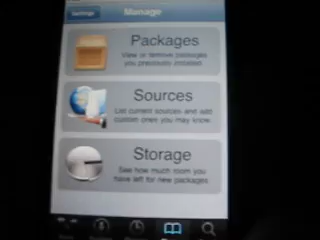 Settings
Manage
Packages
View or remove packages
you previously installed.
Sources
List current sources and add
custom ones you may know.
Storage
See how much room you
have left for new packages.